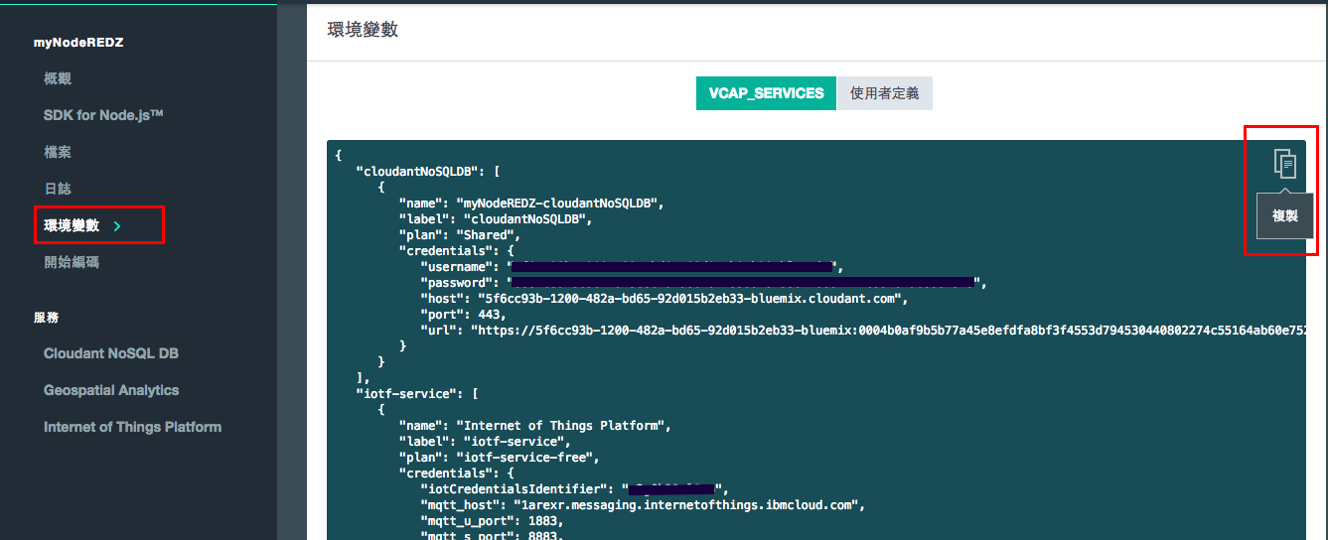 myNodeREDZ
概觀
SDK for Node.js™
檔案
日誌
環境變數 >
開始編碼
服務
Cloudant NoSQL DB
Geospatial Analytics
Internet of Things Platform
環境變數
VCAP_SERVICES 使用者定義
複製
{
"cloudantNoSQLDB": [
{
"name": "myNodeREDZ-cloudantNoSQLDB",
"label": "cloudantNoSQLDB",
"plan": "Shared",
"credentials": {
"username": "",
"password": "",
"host": "5f6cc93b-1200-482a-bd65-92d015b2eb33-bluemix.cloudant.com",
"port": 443,
"url": "https://5f6cc93b-1200-482a-bd65-92d015b2eb33-bluemix:0004b0af9b5b77a45e8efdfa8bf3f4553d794530440802274c55164ab60e752
}
}
],
"iotf-service": [
{
"name": "Internet of Things Platform",
"label": "iotf-service",
"plan": "iotf-service-free",
"credentials": {
"iotCredentialsIdentifier": "",
"mqtt_host": "1arexr.messaging.internetofthings.ibmcloud.com",
"mqtt_u_port": 1883,
"mqtt_s_port": 8883,